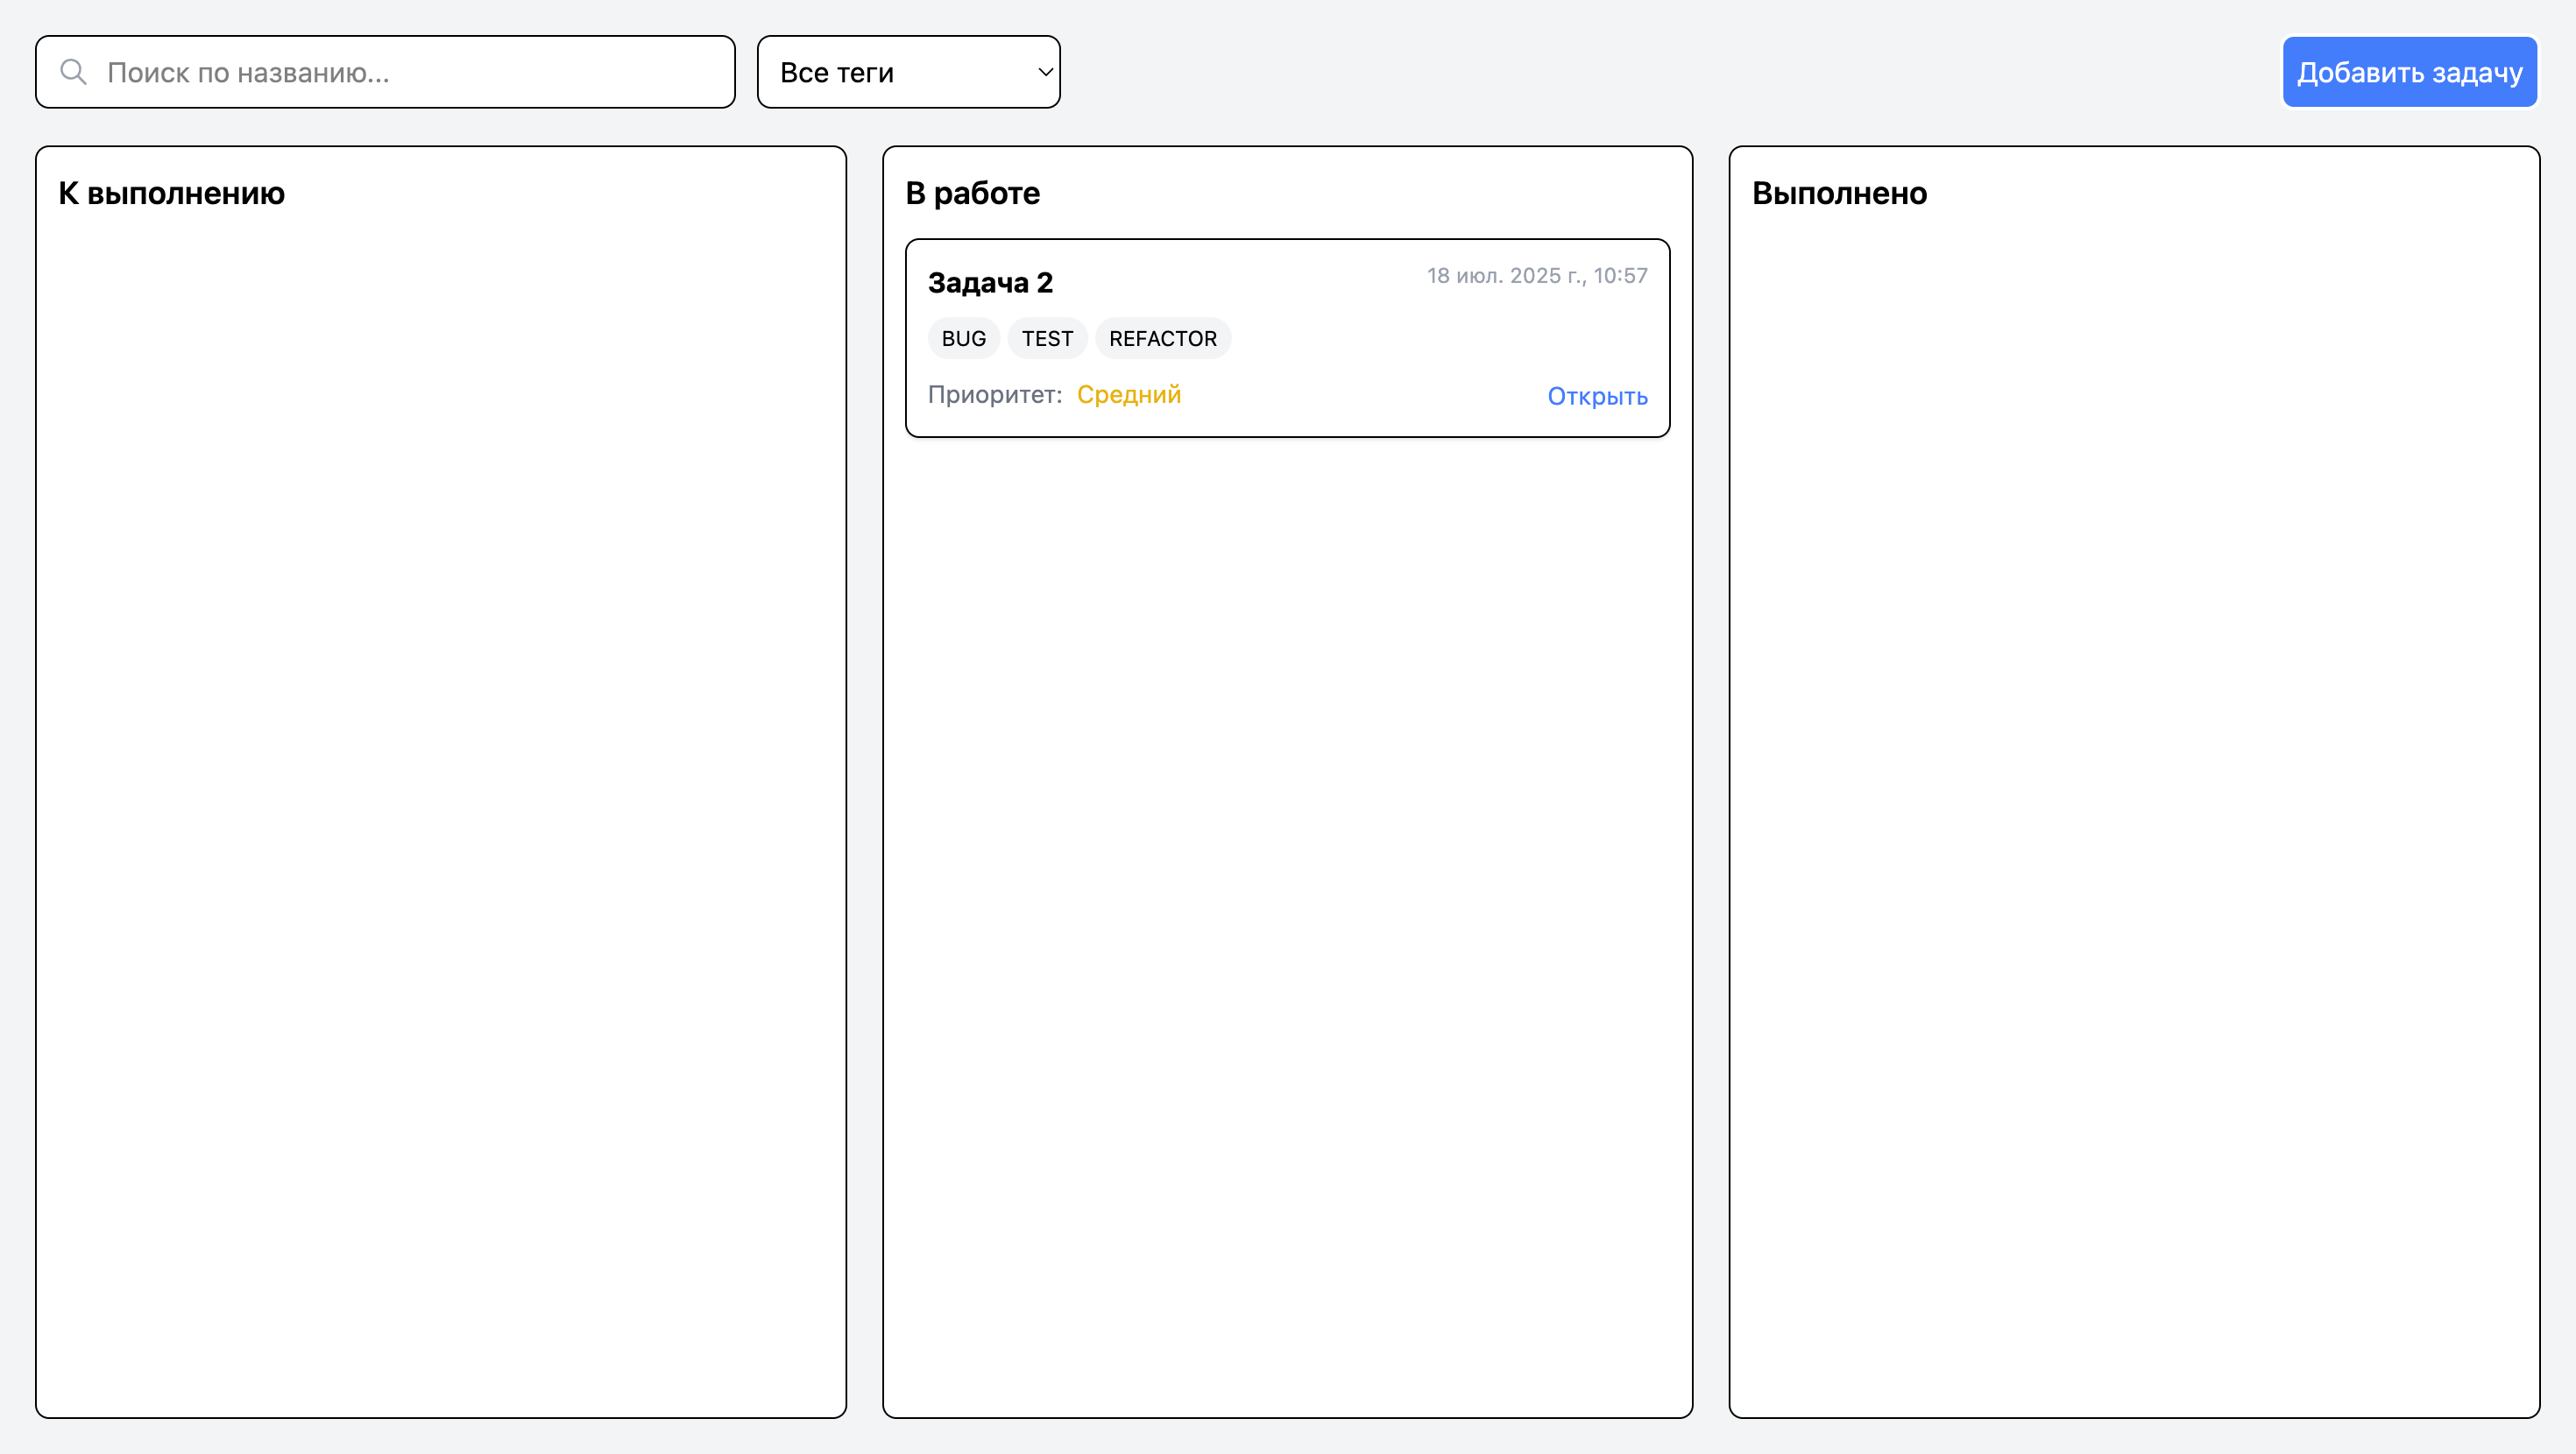 Поиск по названию...
Все теги
Добавить задачу
К выполнению
В работе
Задача 2
18 июл. 2025 г., 10:57
BUG TEST REFACTOR
Приоритет: Средний
Открыть
Выполнено